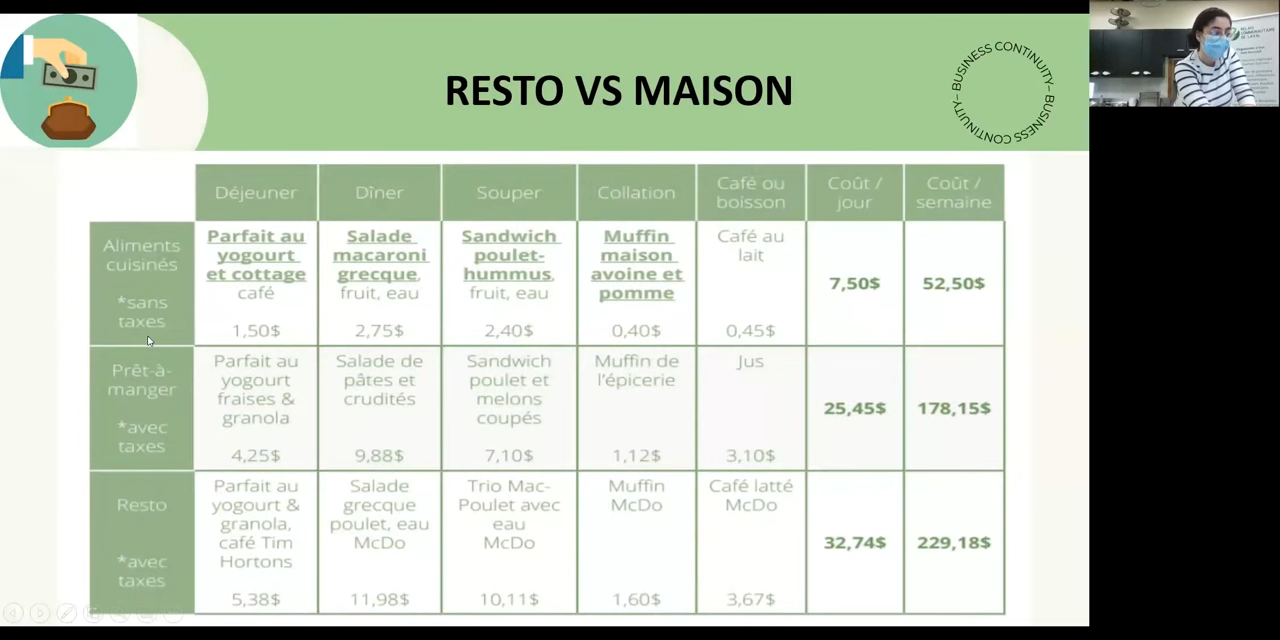 RESTO VS MAISON
BUSINESS CONTINUITY – BUSINESS CONTINUITY –
RELAIS
COMMUNAUTAIRE
DE LAVAL
Déjeuner
Dîner
Souper
Collation
Café ou
boisson
Coût /
jour
Coût /
semaine
Aliments
cuisinés
*sans
taxes
Parfait au
yogourt
et cottage
café
1,50$
Salade
macaroni
grecque,
fruit, eau
2,75$
Sandwich
poulet-
hummus,
fruit, eau
2,40$
Muffin
maison
avoine et
pomme
0,40$
Café au
lait
0,45$
7,50$
52,50$
Prêt-à-
manger
*avec
taxes
Parfait au
yogourt
fraises &
granola
4,25$
Salade de
pâtes et
crudités
9,88$
Sandwich
poulet et
melons
coupés
7,10$
Muffin de
l'épicerie
1,12$
Jus
3,10$
25,45$
178,15$
Resto
*avec
taxes
Parfait au
yogourt &
granola,
café Tim
Hortons
5,38$
Salade
grecque
poulet, eau
McDo
11,98$
Trio Mac-
Poulet avec
eau
McDo
10,11$
Muffin
McDo
1,60$
Café latté
McDo
3,67$
32,74$
229,18$